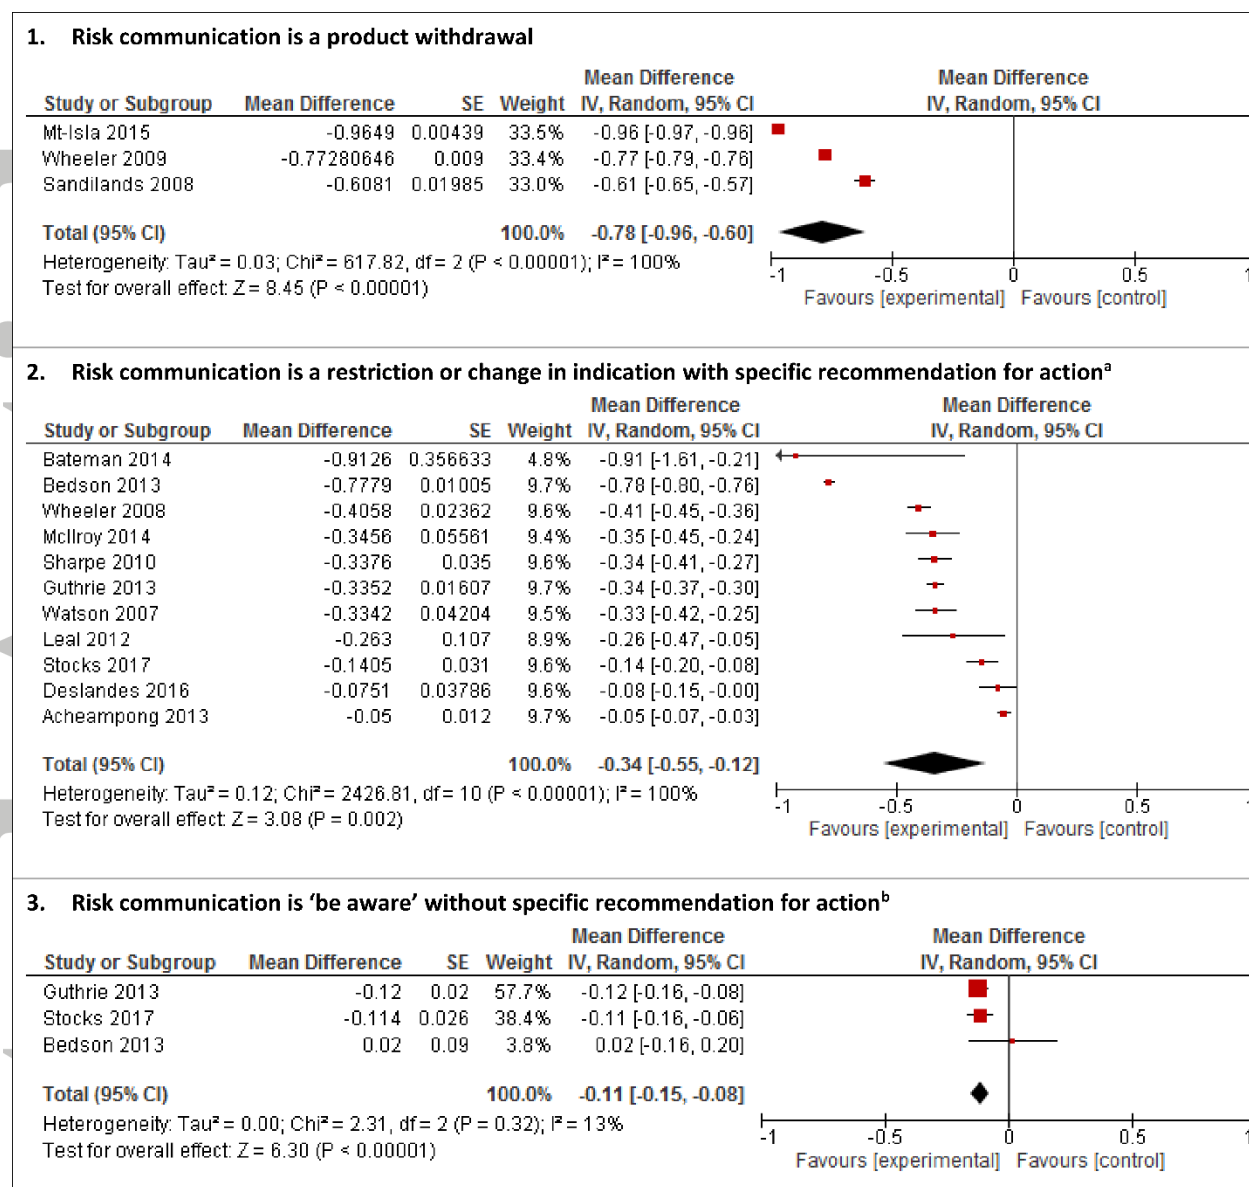 1. Risk communication is a product withdrawal
Mean Difference Mean Difference
Study or Subgroup Mean Difference SE Weight IV, Random, 95% CI IV, Random, 95% CI
Mt-Isla 2015 -0.9649 0.00439 33.5% -0.96 [-0.97, -0.96]
Wheeler 2009 -0.77280646 0.009 33.4% -0.77 [-0.79, -0.76]
Sandilands 2008 -0.6081 0.01985 33.0% -0.61 [-0.65, -0.57]
Total (95% CI) 100.0% -0.78 [-0.96, -0.60]
Heterogeneity: Tau² = 0.03; Chi² = 617.82, df = 2 (P < 0.00001); I² = 100%
Test for overall effect: Z = 8.45 (P < 0.00001)
-1 -0.5 0 0.5 1
Favours [experimental] Favours [control]
2. Risk communication is a restriction or change in indication with specific recommendation for actionᵃ
Mean Difference Mean Difference
Study or Subgroup Mean Difference SE Weight IV, Random, 95% CI IV, Random, 95% CI
Bateman 2014 -0.9126 0.356633 4.8% -0.91 [-1.61, -0.21]
Bedson 2013 -0.7779 0.01005 9.7% -0.78 [-0.80, -0.76]
Wheeler 2008 -0.4058 0.02362 9.6% -0.41 [-0.45, -0.36]
McIlroy 2014 -0.3456 0.05561 9.4% -0.35 [-0.45, -0.24]
Sharpe 2010 -0.3376 0.035 9.6% -0.34 [-0.41, -0.27]
Guthrie 2013 -0.3352 0.01607 9.7% -0.34 [-0.37, -0.30]
Watson 2007 -0.3342 0.04204 9.5% -0.33 [-0.42, -0.25]
Leal 2012 -0.263 0.107 8.9% -0.26 [-0.47, -0.05]
Stocks 2017 -0.1405 0.031 9.6% -0.14 [-0.20, -0.08]
Deslandes 2016 -0.0751 0.03786 9.6% -0.08 [-0.15, -0.00]
Acheampong 2013 -0.05 0.012 9.7% -0.05 [-0.07, -0.03]
Total (95% CI) 100.0% -0.34 [-0.55, -0.12]
Heterogeneity: Tau² = 0.12; Chi² = 2426.81, df = 10 (P < 0.00001); I² = 100%
Test for overall effect: Z = 3.08 (P = 0.002)
-1 -0.5 0 0.5 1
Favours [experimental] Favours [control]
3. Risk communication is ‘be aware’ without specific recommendation for actionᵇ
Mean Difference Mean Difference
Study or Subgroup Mean Difference SE Weight IV, Random, 95% CI IV, Random, 95% CI
Guthrie 2013 -0.12 0.02 57.7% -0.12 [-0.16, -0.08]
Stocks 2017 -0.114 0.026 38.4% -0.11 [-0.16, -0.06]
Bedson 2013 0.02 0.09 3.8% 0.02 [-0.16, 0.20]
Total (95% CI) 100.0% -0.11 [-0.15, -0.08]
Heterogeneity: Tau² = 0.00; Chi² = 2.31, df = 2 (P = 0.32); I² = 13%
Test for overall effect: Z = 6.30 (P < 0.00001)
-1 -0.5 0 0.5 1
Favours [experimental] Favours [control]